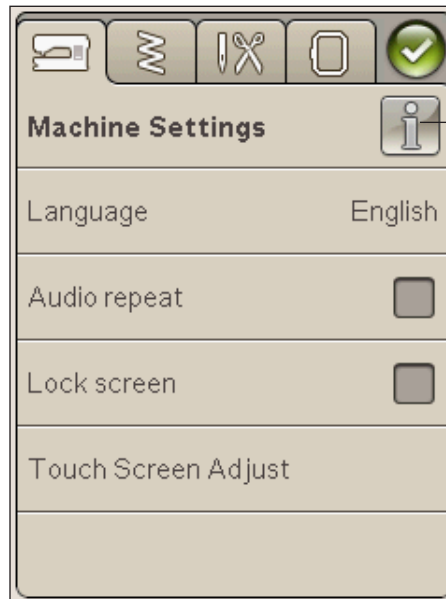 Machine Settings
Language English
Audio repeat
Lock screen
Touch Screen Adjust